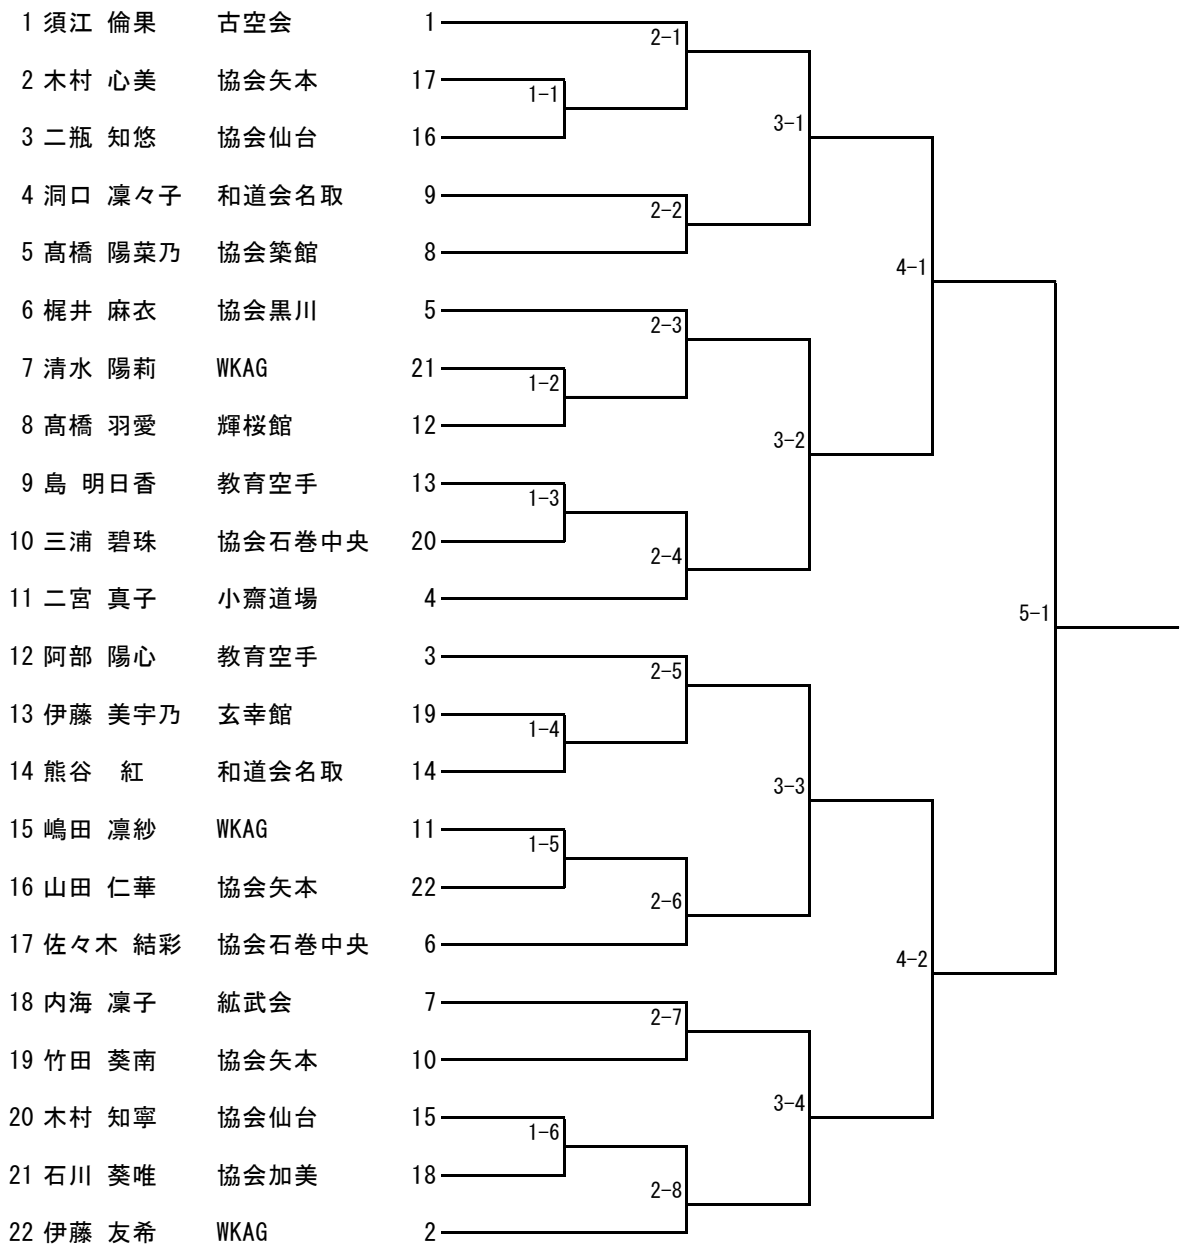 1 須江 倫果 古空会 1
2-1
2 木村 心美 協会矢本 17
1-1
3-1
3 二瓶 知悠 協会仙台 16
4 洞口 凜々子 和道会名取 9
2-2
5 髙橋 陽菜乃 協会築館 8
4-1
6 梶井 麻衣 協会黒川 5
2-3
7 清水 陽莉 WKAG 21
1-2
8 髙橋 羽愛 輝桜館 12
3-2
9 島 明日香 教育空手 13
1-3
10 三浦 碧珠 協会石巻中央 20
2-4
11 二宮 真子 小齋道場 4
5-1
12 阿部 陽心 教育空手 3
2-5
13 伊藤 美宇乃 玄幸館 19
1-4
14 熊谷 紅 和道会名取 14
3-3
15 嶋田 凛紗 WKAG 11
1-5
16 山田 仁華 協会矢本 22
2-6
17 佐々木 結彩 協会石巻中央 6
4-2
18 内海 凜子 紘武会 7
2-7
19 竹田 葵南 協会矢本 10
3-4
20 木村 知寧 協会仙台 15
1-6
21 石川 葵唯 協会加美 18
2-8
22 伊藤 友希 WKAG 2